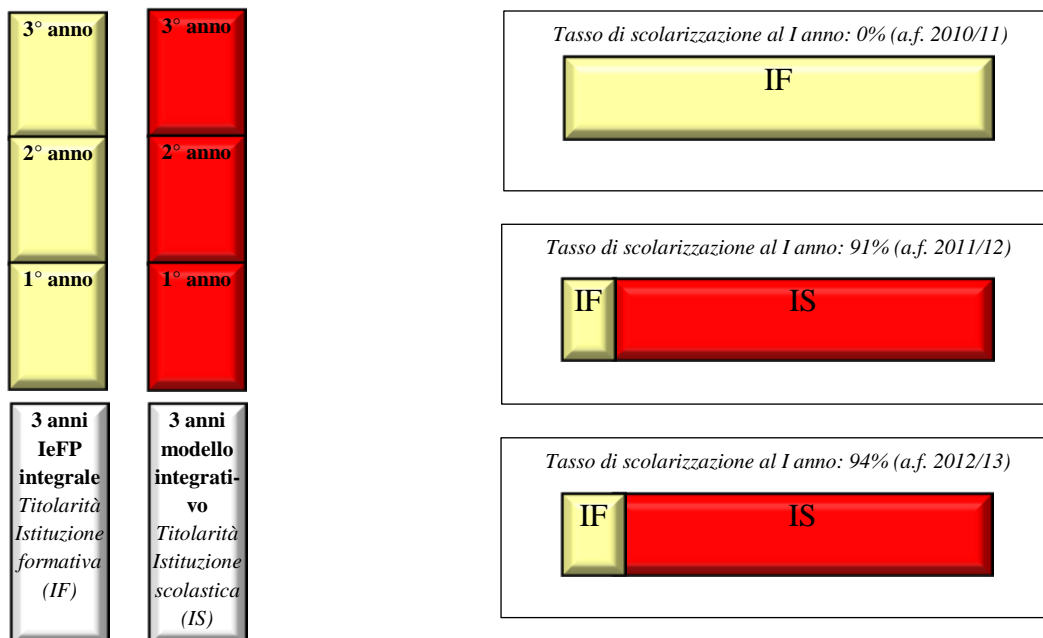 3° anno
2° anno
1° anno
3 anni
IeFP
integrale
Titolarità
Istituzione
formativa
(IF)
3° anno
2° anno
1° anno
3 anni
modello
integrati-
vo
Titolarità
Istituzione
scolastica
(IS)
Tasso di scolarizzazione al I anno: 0% (a.f. 2010/11)
IF
Tasso di scolarizzazione al I anno: 91% (a.f. 2011/12)
IF IS
Tasso di scolarizzazione al I anno: 94% (a.f. 2012/13)
IF IS